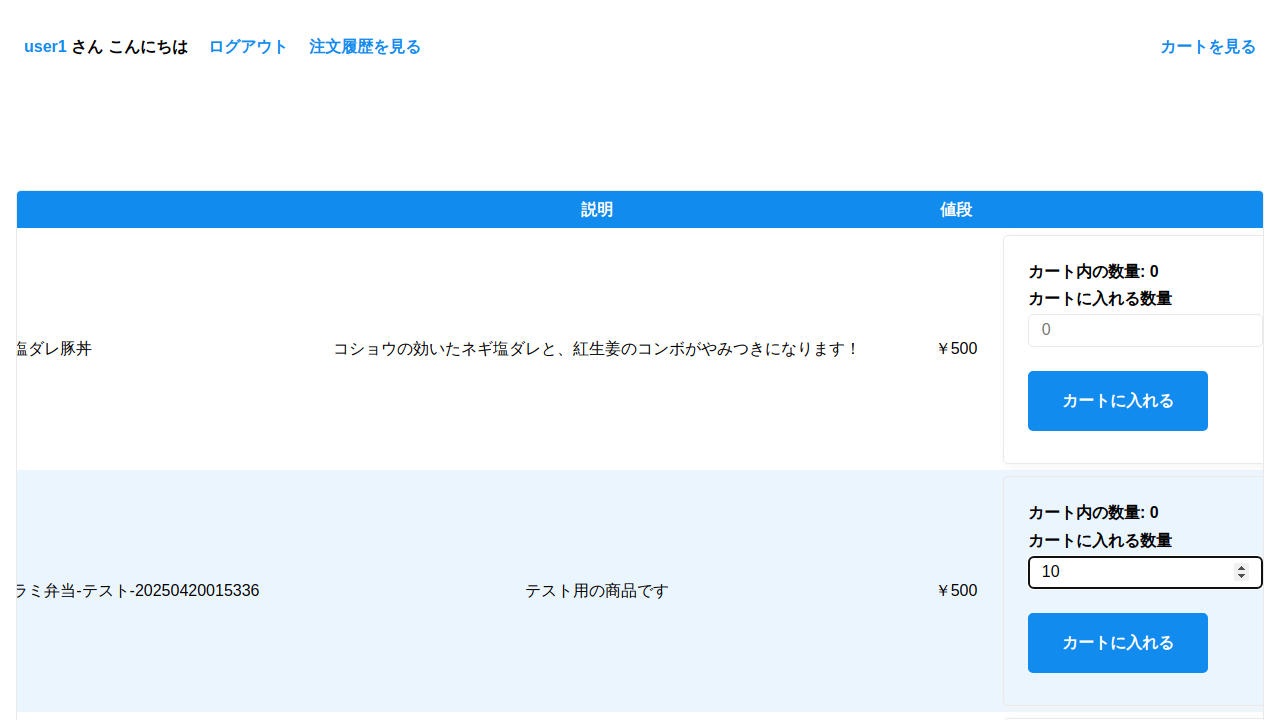 user1 さん こんにちは ログアウト 注文履歴を見る カートを見る
説明 値段
カート内の数量: 0
カートに入れる数量
0
塩ダレ豚丼 コショウの効いたネギ塩ダレと、紅生姜のコンボがやみつきになります！ ￥500
カートに入れる
カート内の数量: 0
カートに入れる数量
10
ラミ弁当-テスト-20250420015336 テスト用の商品です ￥500
カートに入れる